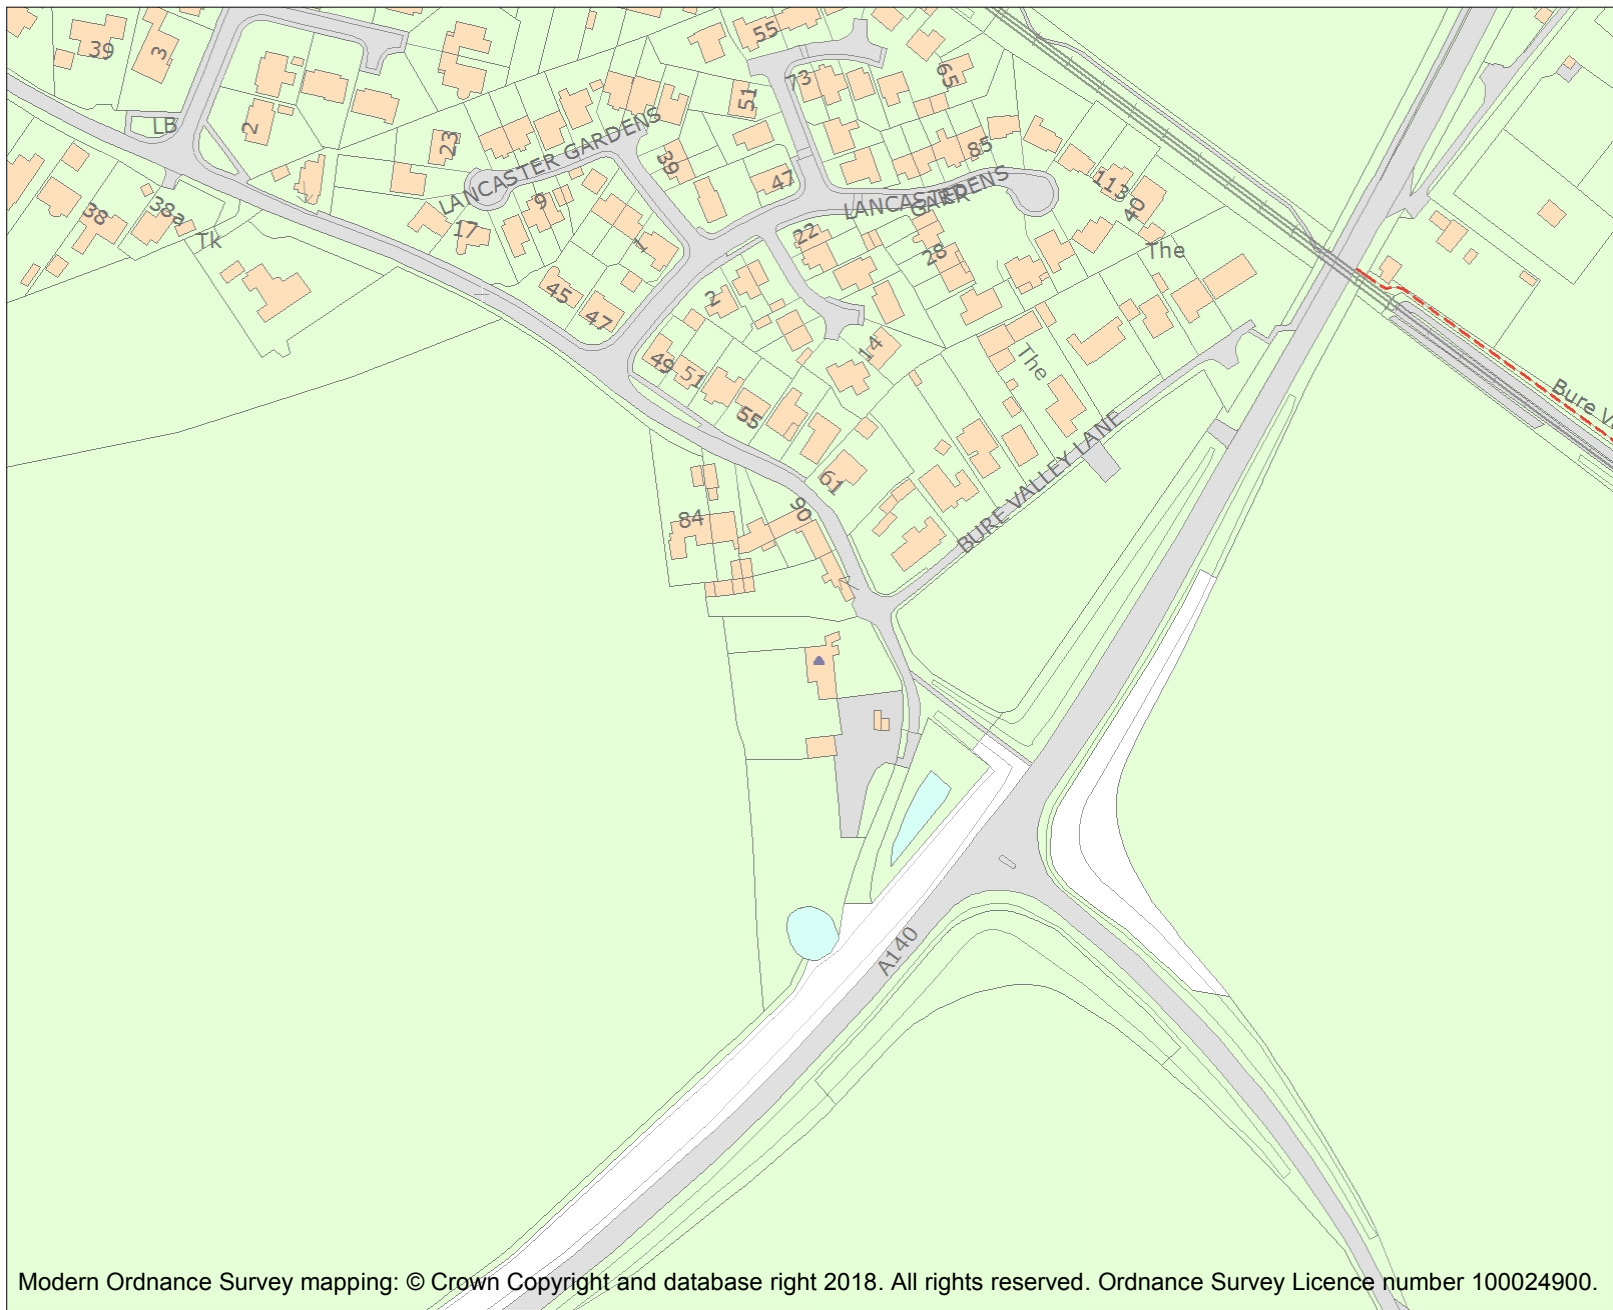 39
3
55
73
65
51
LB
2
23
LANCASTER GARDENS
39
47
85
113
40
38
38a
Tk
17
9
1
LANCASTER
GARDENS
GARDENS
22
28
The
45
47
2
14
49
51
55
The
Bure V
61
BURE VALLEY LANE
84
90
A140
Modern Ordnance Survey mapping: © Crown Copyright and database right 2018. All rights reserved. Ordnance Survey Licence number 100024900.